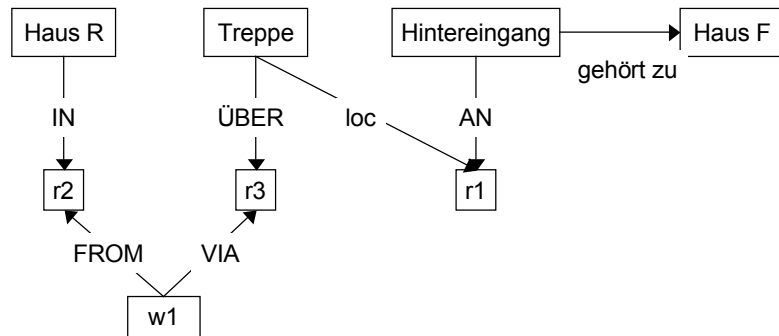 Haus R
Treppe
Hintereingang
Haus F
gehört zu
IN
ÜBER
loc
AN
r2
r3
r1
FROM
VIA
w1